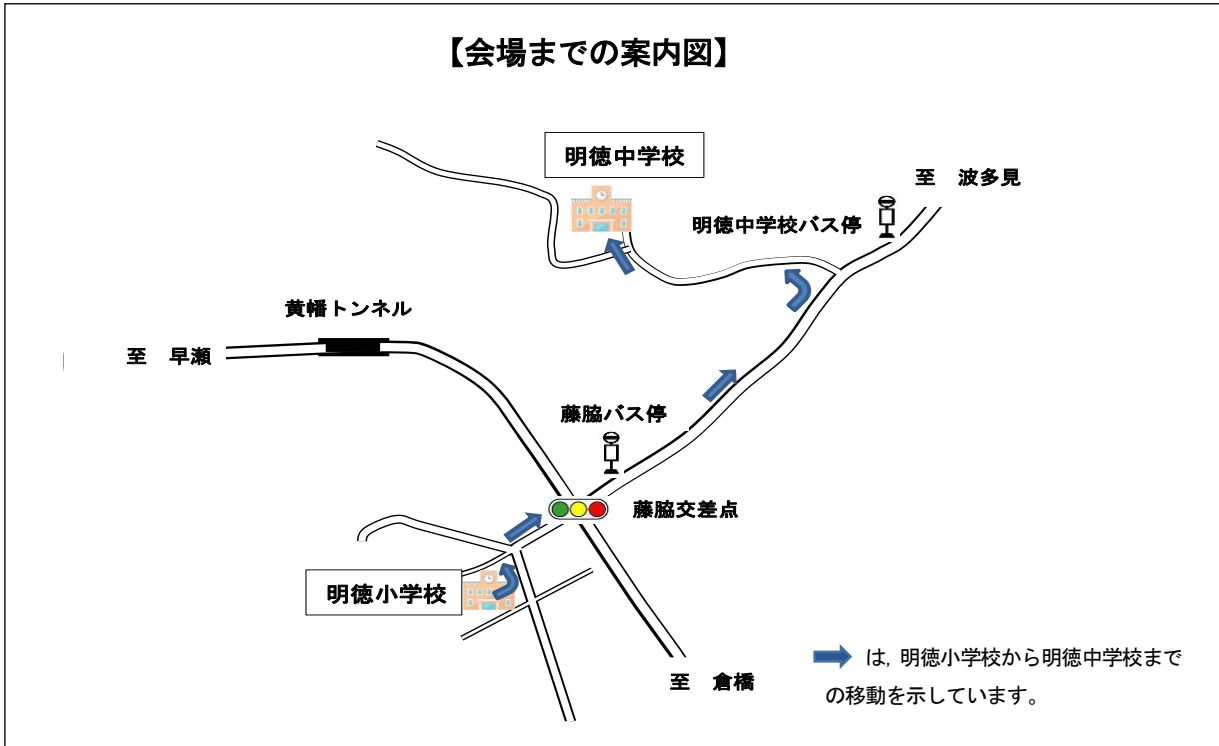 【会場までの案内図】
明徳中学校
至　波多見
明徳中学校バス停
黄幡トンネル
至　早瀬
藤脇バス停
藤脇交差点
明徳小学校
至　倉橋
は, 明徳小学校から明徳中学校まで
の移動を示しています。